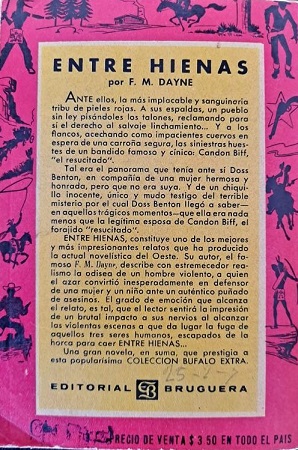 ENTRE HIENAS
por F. M. DAYNE
ANTE ellos, la más implacable y sanguinoria
tribu de pieles rojas. A sus espaldas, un pueblo
sin ley pisándoles los talones, reclamando para
sí el derecho al salvaje linchamiento... Y a los
flancos, acechando como impacientes cuervos en
espera de una carroña segura, las siniestras hues-
tes de un bandido famoso y cínico: Candon Biff,
"el resucitado".
Tal era el panorama que tenía ante sí Doss
Benton, en compañía de una mujer hermosa y
honrada, pero que no era suya. Y de un chiqui-
llo inocente, único y mudo testigo del terrible
misterio por el cual Doss Benton llegó a saber—
en aquellos trágicos momentos—que ella era nada
menos que la legítima esposa de Candon Biff, el
forajido "resucitado".
ENTRE HIENAS, constituye uno de los mejores
y más impresionantes relatos que ha producido
la actual novelística del Oeste. Su autor, el fa-
moso F. M. Dayne, describe con estremecedor rea-
lismo la odisea de un hombre violento, a quien
el azar convirtió inesperadamente en defensor
de una mujer y un niño ante un auténtico puñado
de asesinos. El grado de emoción que alcanza
el relato, es tal, que el lector sentirá la impresión
de un brutal impacto a sus nervios al alcanzar
las violentas escenas a que da lugar la fuga de
aquellos tres seres humanos, escapados de la
horca para caer ENTRE HIENAS...
Una gran novela, en suma, que prestigia a
esta popularísima COLECCION BUFALO EXTRA.
EDITORIAL B BRUGUERA
PRECIO DE VENTA $ 3 50 EN TODO EL PAIS